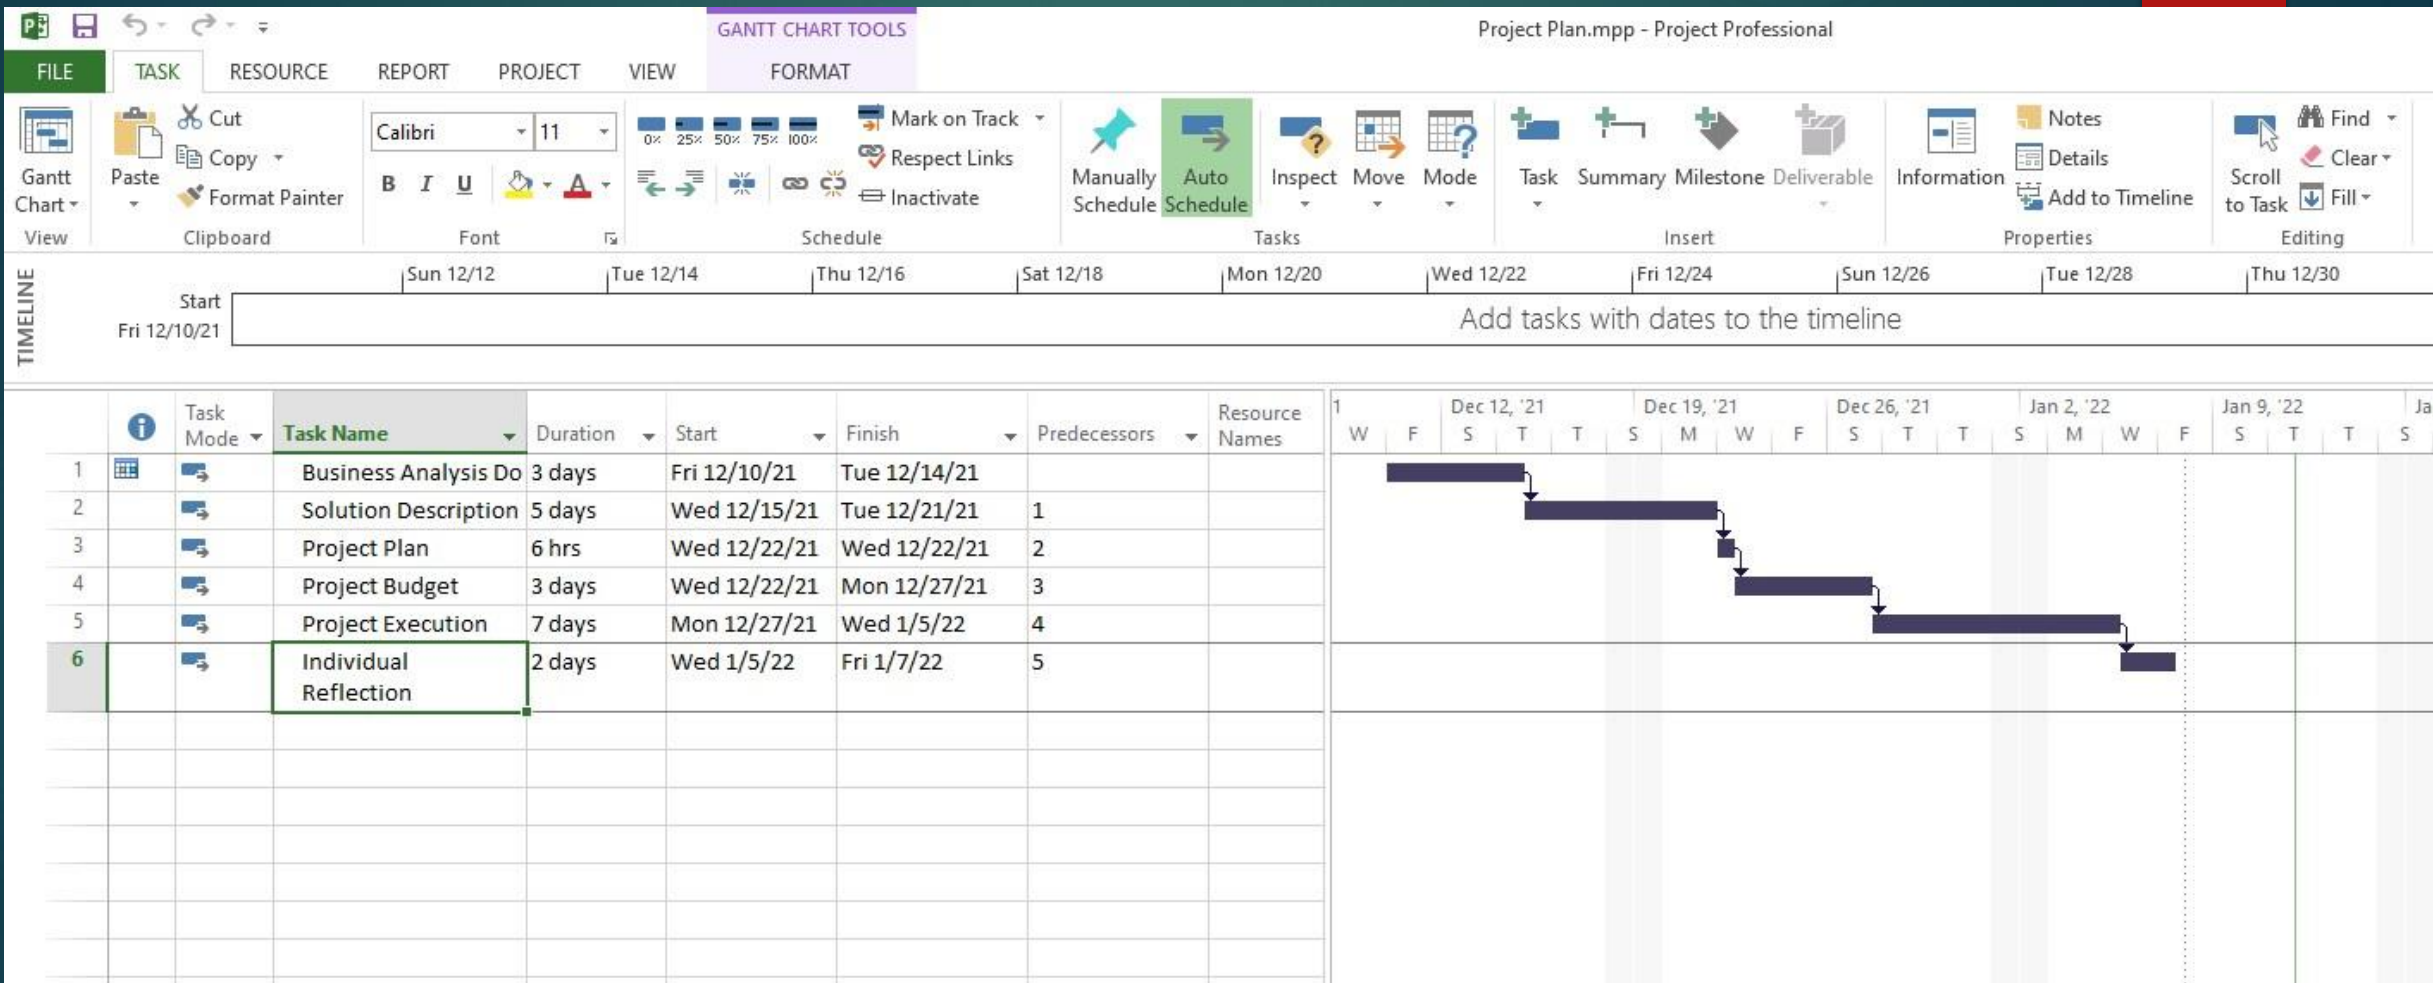 GANTT CHART TOOLS
Project Plan.mpp - Project Professional
FILE TASK RESOURCE REPORT PROJECT VIEW FORMAT
Gantt Chart
View
Paste
Cut
Copy
Format Painter
Clipboard
Calibri 11
B I U A
Font
0% 25% 50% 75% 100%
Mark on Track
Respect Links
Inactivate
Schedule
Manually Schedule
Auto Schedule
Inspect Move Mode
Tasks
Task Summary Milestone Deliverable
Insert
Information
Notes
Details
Add to Timeline
Properties
Scroll to Task
Find
Clear
Fill
Editing
TIMELINE
Sun 12/12 Tue 12/14 Thu 12/16 Sat 12/18 Mon 12/20 Wed 12/22 Fri 12/24 Sun 12/26 Tue 12/28 Thu 12/30
Start
Fri 12/10/21
Add tasks with dates to the timeline
Task Mode Task Name Duration Start Finish Predecessors Resource Names
1 Dec 12, '21 Dec 19, '21 Dec 26, '21 Jan 2, '22 Jan 9, '22 Ja
W F S T T S M W F S T T S M W F S T T S
1 Business Analysis Do 3 days Fri 12/10/21 Tue 12/14/21
2 Solution Description 5 days Wed 12/15/21 Tue 12/21/21 1
3 Project Plan 6 hrs Wed 12/22/21 Wed 12/22/21 2
4 Project Budget 3 days Wed 12/22/21 Mon 12/27/21 3
5 Project Execution 7 days Mon 12/27/21 Wed 1/5/22 4
6 Individual 2 days Wed 1/5/22 Fri 1/7/22 5
Reflection